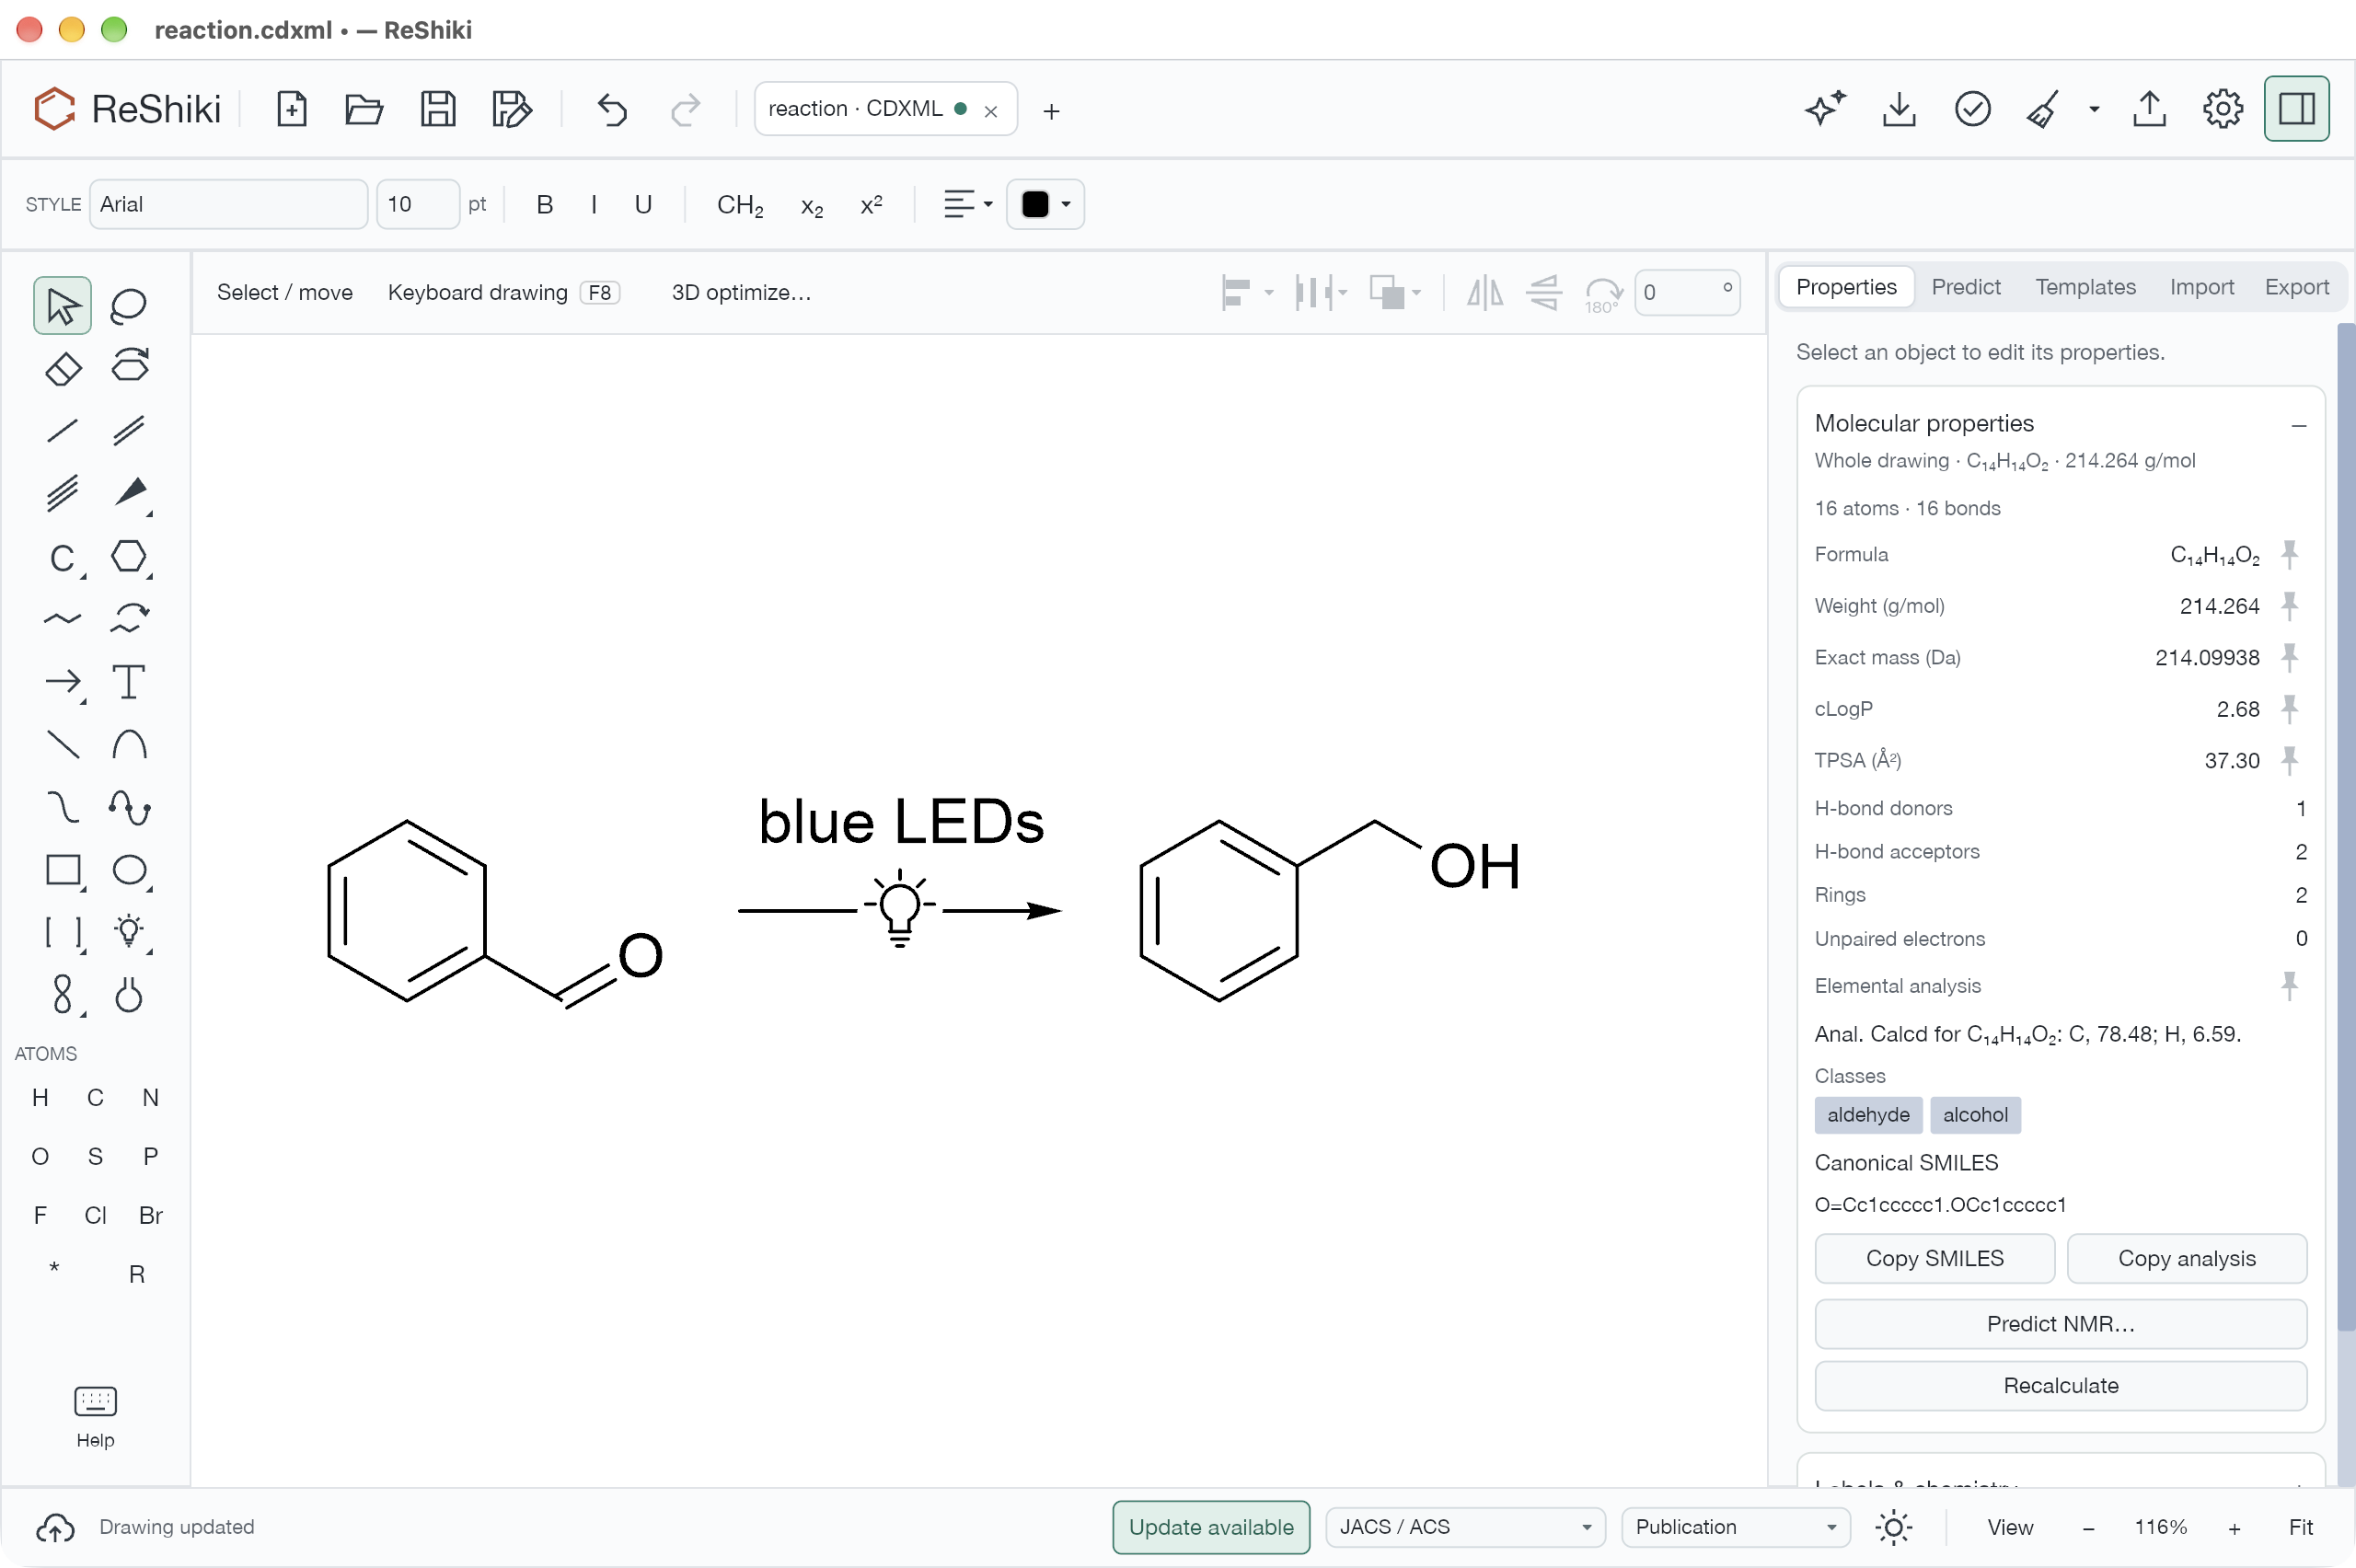 reaction.cdxml • — ReShiki
ReShiki
reaction · CDXML
STYLE Arial 10 pt B I U CH₂ x₂ x²
Select / move Keyboard drawing F8 3D optimize... 180° 0 °
Properties Predict Templates Import Export
Select an object to edit its properties.
Molecular properties
Whole drawing · C₁₄H₁₄O₂ · 214.264 g/mol
16 atoms · 16 bonds
Formula C₁₄H₁₄O₂
Weight (g/mol) 214.264
Exact mass (Da) 214.09938
cLogP 2.68
TPSA (Å²) 37.30
H-bond donors 1
H-bond acceptors 2
Rings 2
Unpaired electrons 0
Elemental analysis
Anal. Calcd for C₁₄H₁₄O₂: C, 78.48; H, 6.59.
Classes
aldehyde alcohol
Canonical SMILES
O=Cc1ccccc1.OCc1ccccc1
Copy SMILES Copy analysis
Predict NMR...
Recalculate
Labels & chemistry
C
T
ATOMS
H C N
O S P
F Cl Br
* R
Help
blue LEDs
O
OH
Drawing updated
Update available JACS / ACS Publication View − 116% + Fit